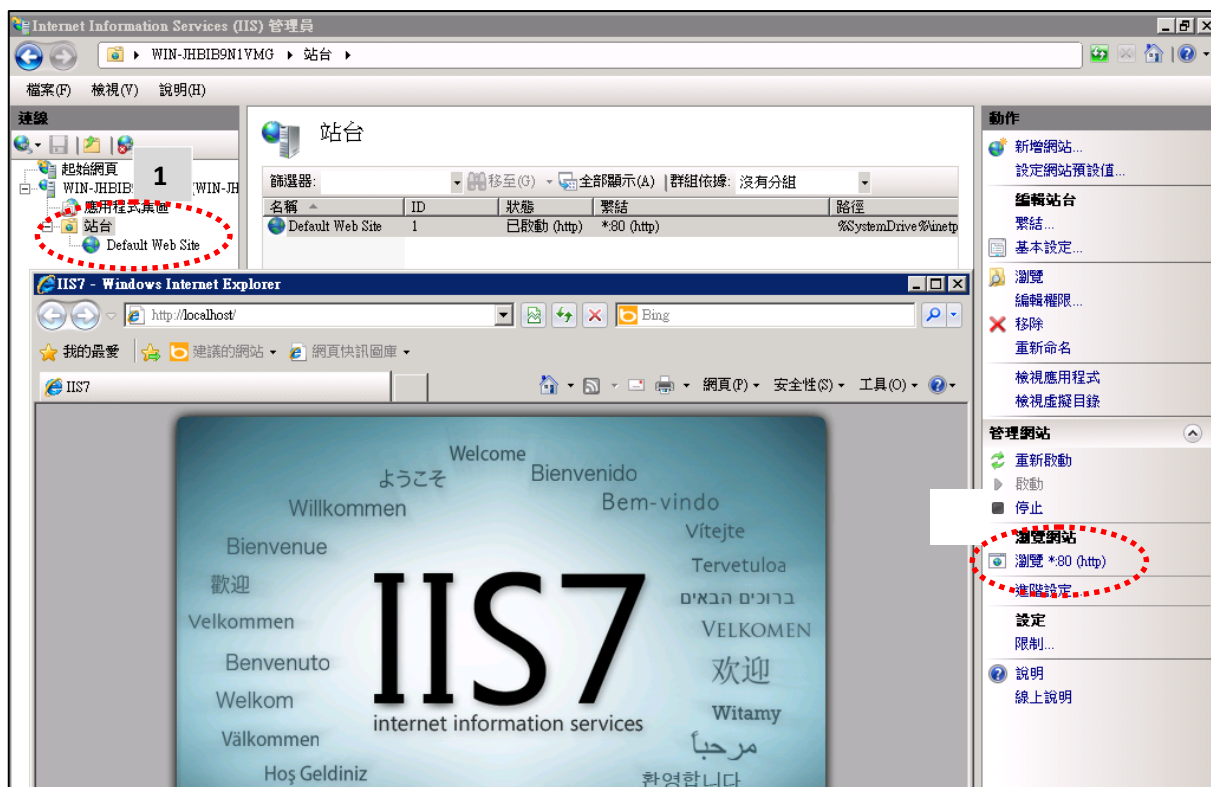 Internet Information Services (IIS) 管理員
WIN-JHBIB9N1VMG 站台
檔案(F) 檢視(V) 說明(H)
連線
起始網頁
WIN-JHBIB (WIN-JH
1
應用程式集區
站台
Default Web Site
站台
篩選器: 移至(G) 全部顯示(A) 群組依據: 沒有分組
名稱 ID 狀態 繫結 路徑
Default Web Site 1 已啟動 (http) *:80 (http) %SystemDrive%\inetp
IIS7 - Windows Internet Explorer
http://localhost/ Bing
我的最愛 建議的網站 網頁快訊圖庫
IIS7 網頁(P) 安全性(S) 工具(O)
Welcome
ようこそ Bienvenido
Willkommen Bem-vindo
Vítejte
Bienvenue Tervetuloa
歡迎 ברוכים הבאים
Velkommen VELKOMEN
IIS7
internet information services
Benvenuto 欢迎
Welkom Witamy
Välkommen مرحباً
Hoş Geldiniz 환영합니다
動作
新增網站...
設定網站預設值...
編輯站台
繫結...
基本設定...
瀏覽
編輯權限...
移除
重新命名
檢視應用程式
檢視虛擬目錄
管理網站
重新啟動
啟動
停止
瀏覽網站
瀏覽 *:80 (http)
進階設定...
設定
限制...
說明
線上說明